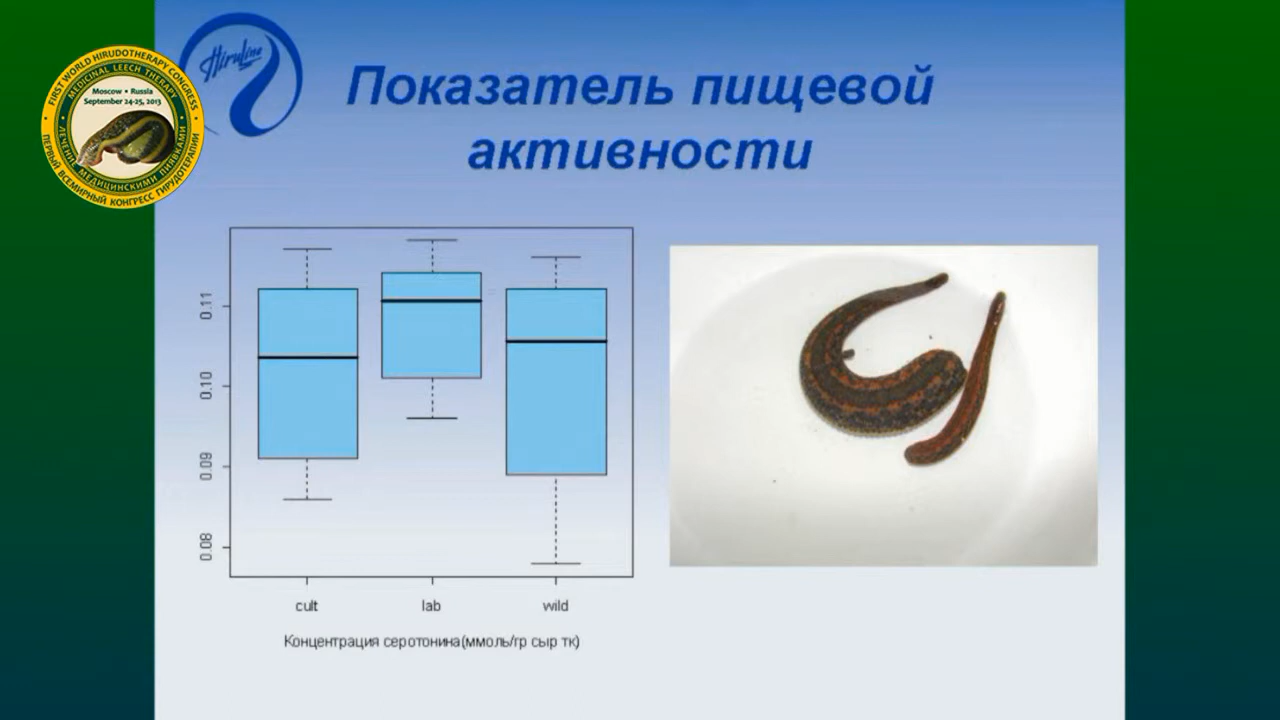 Hiruline
FIRST WORLD HIRUDOTHERAPY CONGRESS
MEDICINAL LEECH THERAPY
Moscow • Russia
September 24-25, 2013
ЛЕЧЕНИЕ МЕДИЦИНСКИМИ ПИЯВКАМИ
ПЕРВЫЙ ВСЕМИРНЫЙ КОНГРЕСС ГИРУДОТЕРАПИИ
Показатель пищевой
активности
0.11
0.10
0.09
0.08
cult lab wild
Концентрация серотонина(ммоль/гр сыр тк)